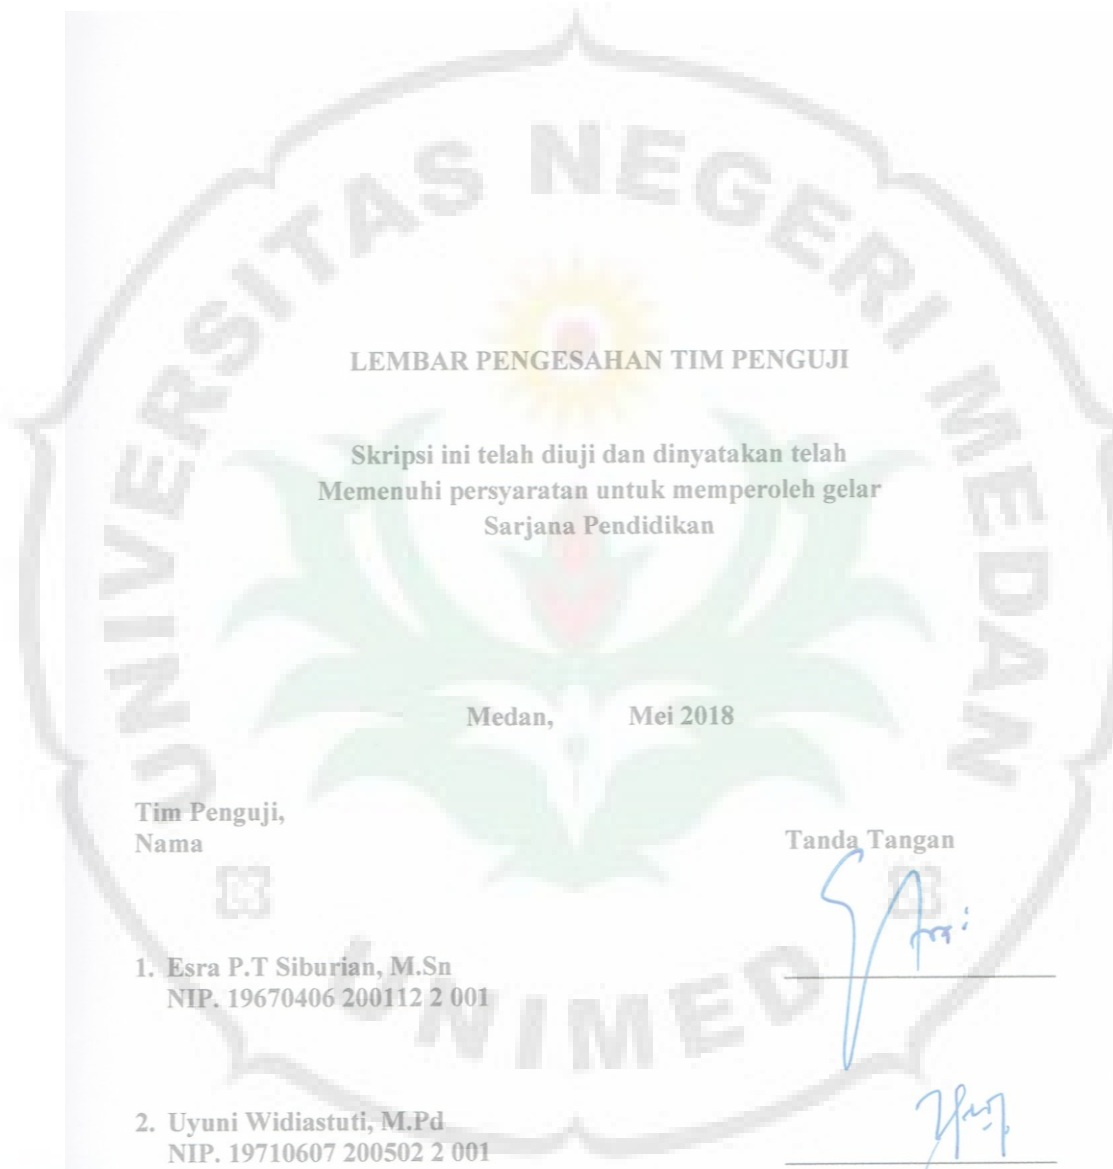 UNIVERSITAS NEGERI MEDAN
LEMBAR PENGESAHAN TIM PENGUJI
Skripsi ini telah diuji dan dinyatakan telah
Memenuhi persyaratan untuk memperoleh gelar
Sarjana Pendidikan
Medan, Mei 2018
Tim Penguji,
Nama
Tanda Tangan
1. Esra P.T Siburian, M.Sn
NIP. 19670406 200112 2 001
UNIMED
2. Uyuni Widiastuti, M.Pd
NIP. 19710607 200502 2 001